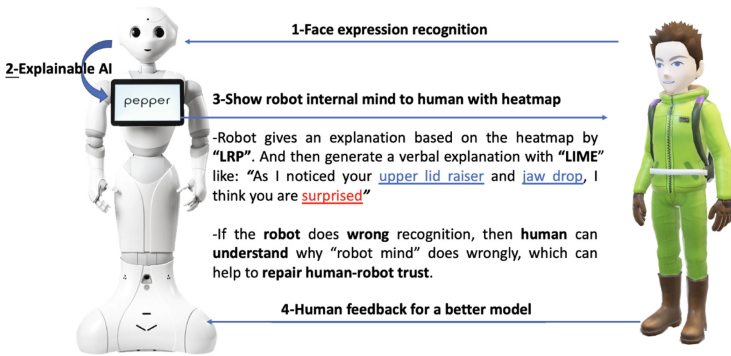 1-Face expression recognition
2-Explainable AI
pepper
3-Show robot internal mind to human with heatmap
-Robot gives an explanation based on the heatmap by
“LRP”. And then generate a verbal explanation with “LIME”
like: “As I noticed your upper lid raiser and jaw drop, I
think you are surprised”
-If the robot does wrong recognition, then human can
understand why “robot mind” does wrongly, which can
help to repair human-robot trust.
4-Human feedback for a better model